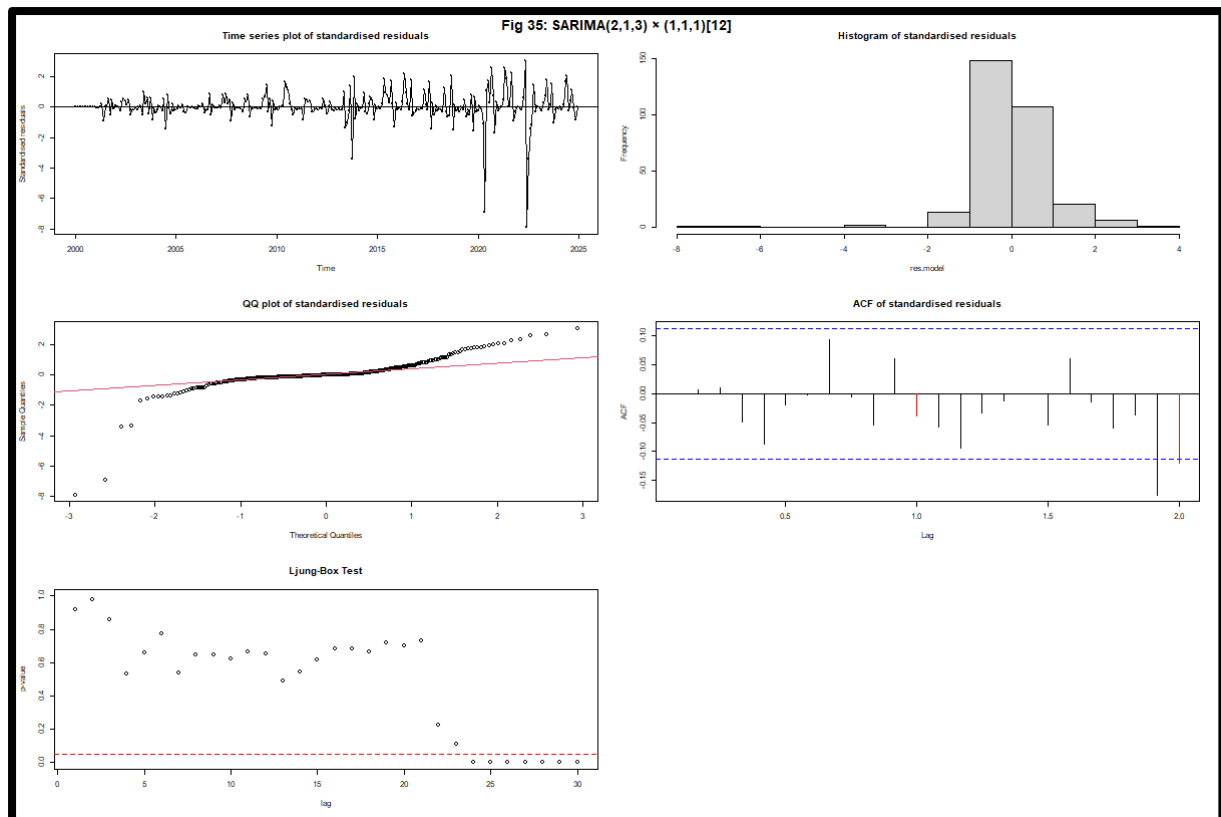 Fig 35: SARIMA(2,1,3) × (1,1,1)[12]
Time series plot of standardised residuals
Standardised residuals
2
0
-2
-4
-6
-8
2000 2005 2010 2015 2020 2025
Time
Histogram of standardised residuals
Frequency
150
100
50
0
-8 -6 -4 -2 0 2 4
res.model
QQ plot of standardised residuals
Sample Quantiles
2
0
-2
-4
-6
-8
-3 -2 -1 0 1 2 3
Theoretical Quantiles
ACF of standardised residuals
ACF
0.10
0.05
0.00
-0.05
-0.10
-0.15
0.5 1.0 1.5 2.0
Lag
Ljung-Box Test
p-value
1.0
0.8
0.6
0.4
0.2
0.0
0 5 10 15 20 25 30
lag